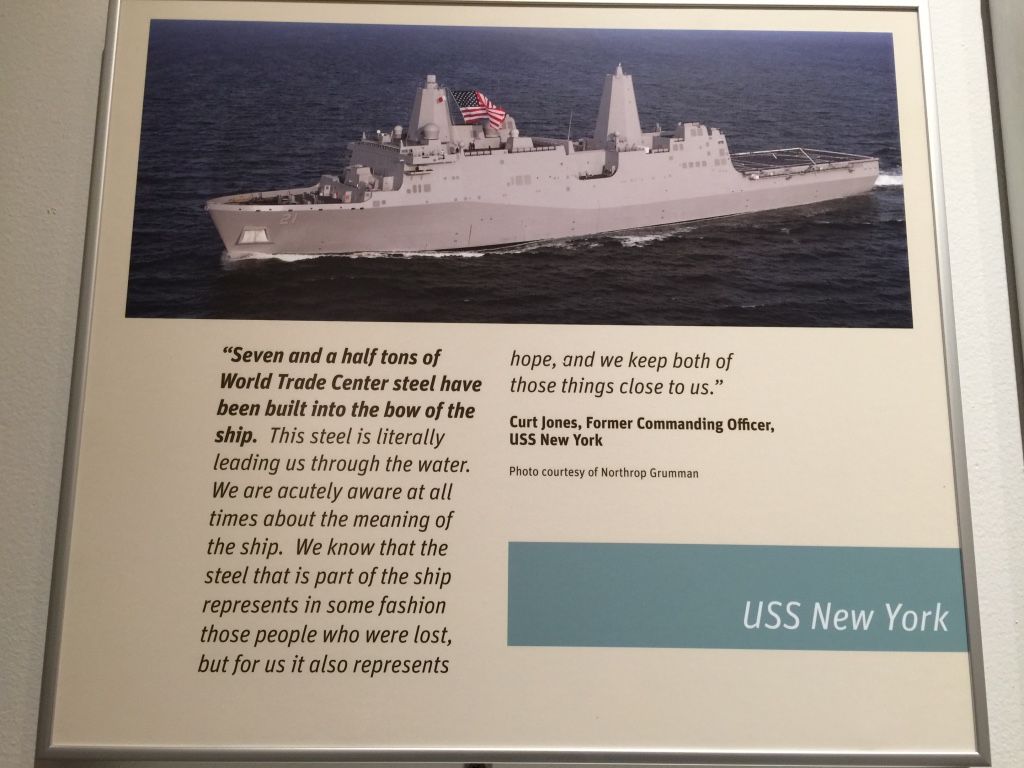 21
“Seven and a half tons of
World Trade Center steel have
been built into the bow of the
ship.  This steel is literally
leading us through the water.
We are acutely aware at all
times about the meaning of
the ship.  We know that the
steel that is part of the ship
represents in some fashion
those people who were lost,
but for us it also represents
hope, and we keep both of
those things close to us.”
Curt Jones, Former Commanding Officer,
USS New York
Photo courtesy of Northrop Grumman
USS New York